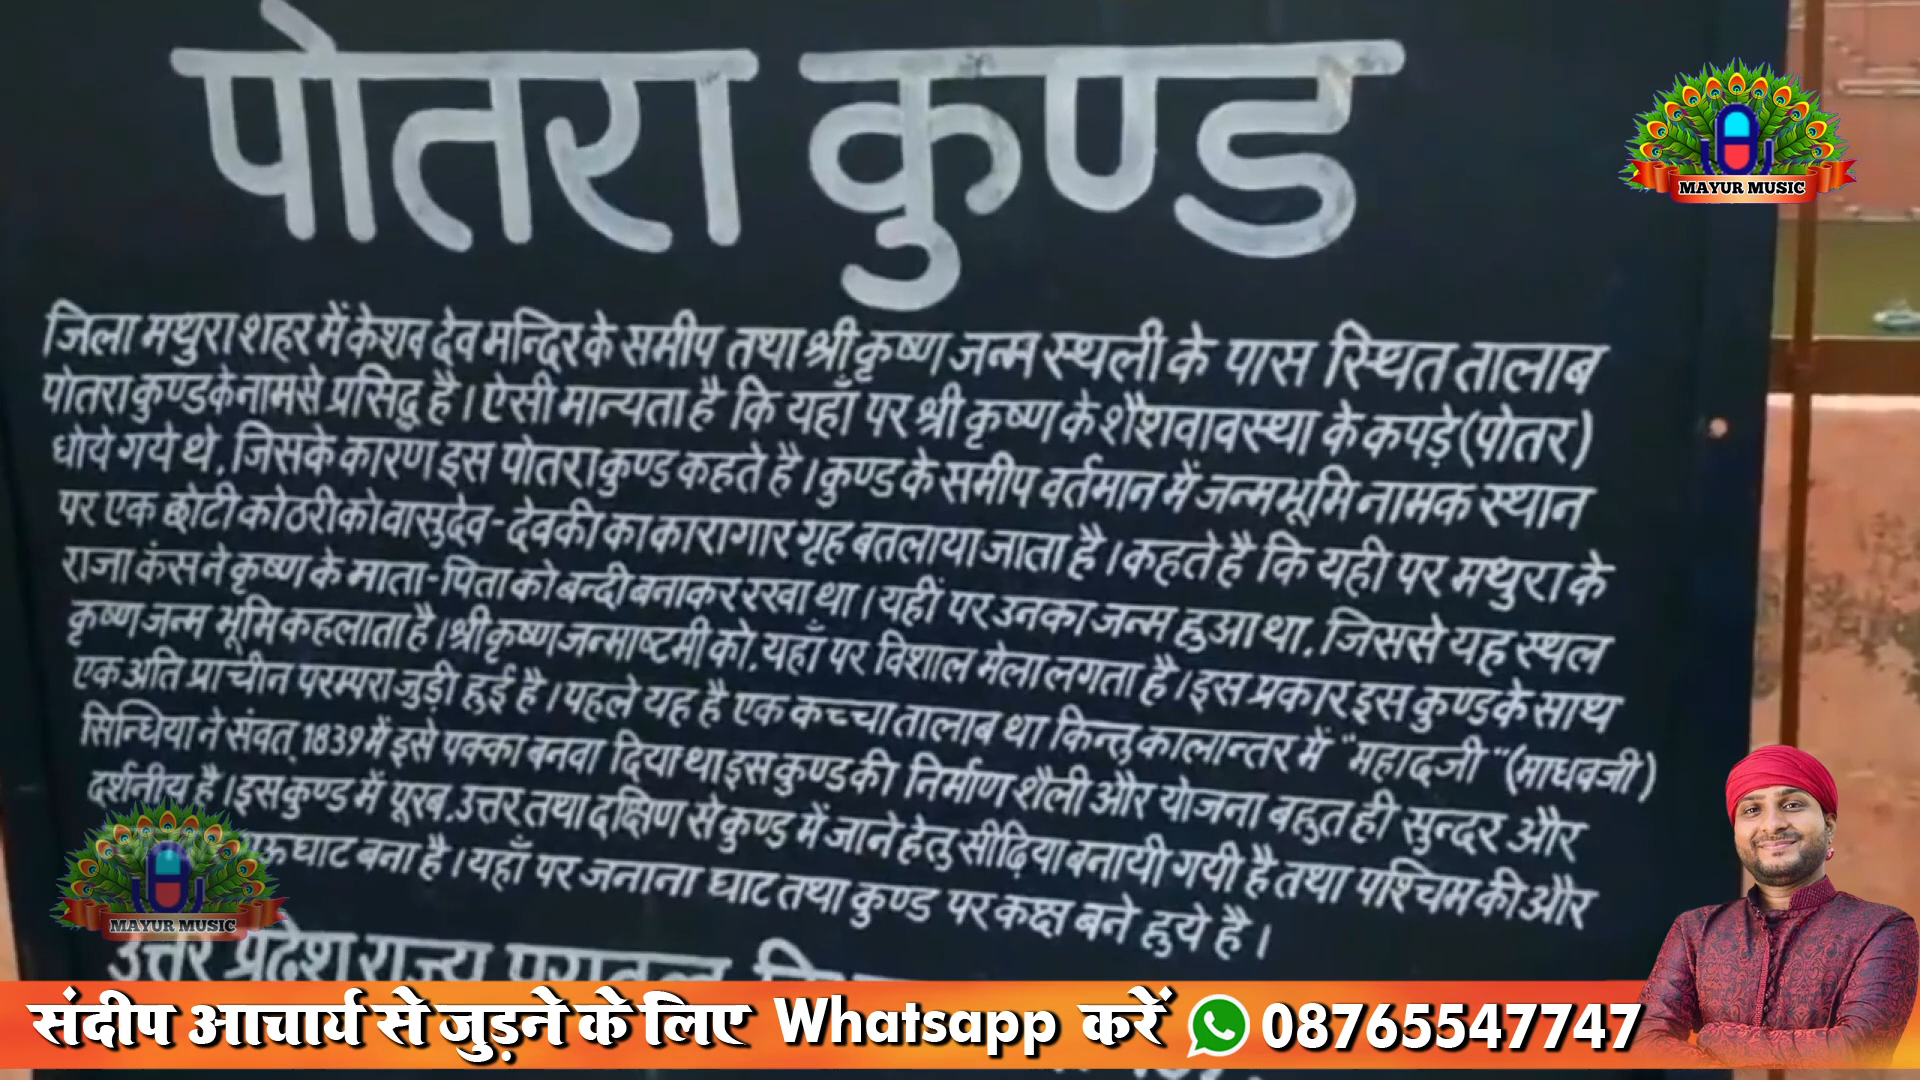 पोतरा कुण्ड
जिला मथुरा शहर में केशव देव मन्दिर के समीप तथा श्री कृष्ण जन्म स्थली के पास स्थित तालाब
पोतरा कुण्ड के नाम से प्रसिद्ध है। ऐसी मान्यता है कि यहाँ पर श्री कृष्ण के शैशवावस्था के कपड़े (पोतर)
धोये गये थे, जिसके कारण इस पोतरा कुण्ड कहते है। कुण्ड के समीप वर्तमान में जन्मभूमि नामक स्थान
पर एक छोटी कोठरी को वासुदेव-देवकी का कारागार गृह बतलाया जाता है। कहते है कि यही पर मथुरा के
राजा कंस ने कृष्ण के माता-पिता को बन्दी बनाकर रखा था। यहीं पर उनका जन्म हुआ था, जिससे यह स्थल
कृष्ण जन्म भूमि कहलाता है। श्री कृष्ण जन्माष्टमी को, यहाँ पर विशाल मेला लगता है। इस प्रकार इस कुण्ड के साथ
एक अति प्राचीन परम्परा जुड़ी हुई है। पहले यह है एक कच्चा तालाब था किन्तु कालान्तर में "महादजी" (माधवजी)
सिन्धिया ने संवत् 1839 में इसे पक्का बनवा दिया था इस कुण्ड की निर्माण शैली और योजना बहुत ही सुन्दर और
दर्शनीय है। इस कुण्ड में पूरब, उत्तर तथा दक्षिण से कुण्ड में जाने हेतु सीढ़िया बनायी गयी है तथा पश्चिम की और
घाट बना है। यहाँ पर जनाना घाट तथा कुण्ड पर कक्ष बने हुये है।
उत्तर प्रदेश राज्य पुरातत्व
MAYUR MUSIC
MAYUR MUSIC
संदीप आचार्य से जुड़ने के लिए Whatsapp करें 08765547747